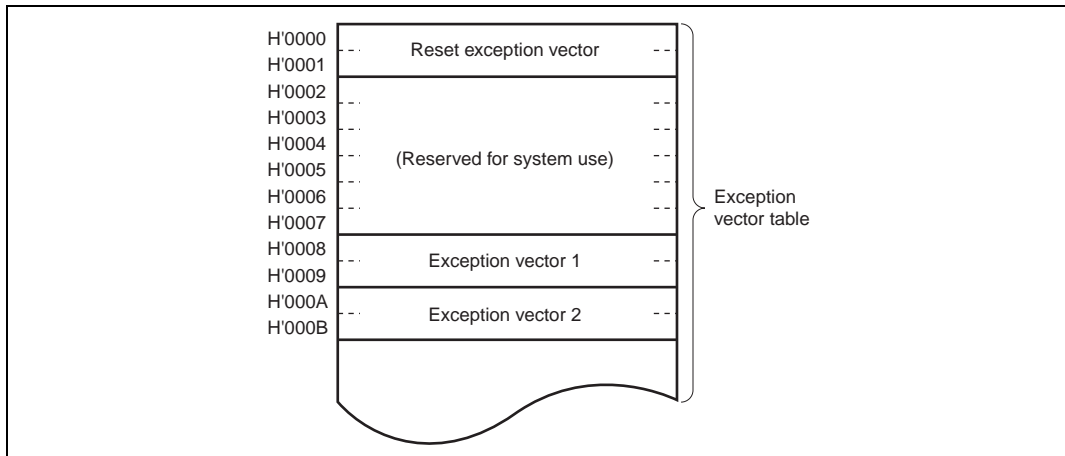 H'0000
H'0001
Reset exception vector
H'0002
H'0003
H'0004
H'0005
H'0006
H'0007
(Reserved for system use)
H'0008
H'0009
Exception vector 1
H'000A
H'000B
Exception vector 2
Exception
vector table